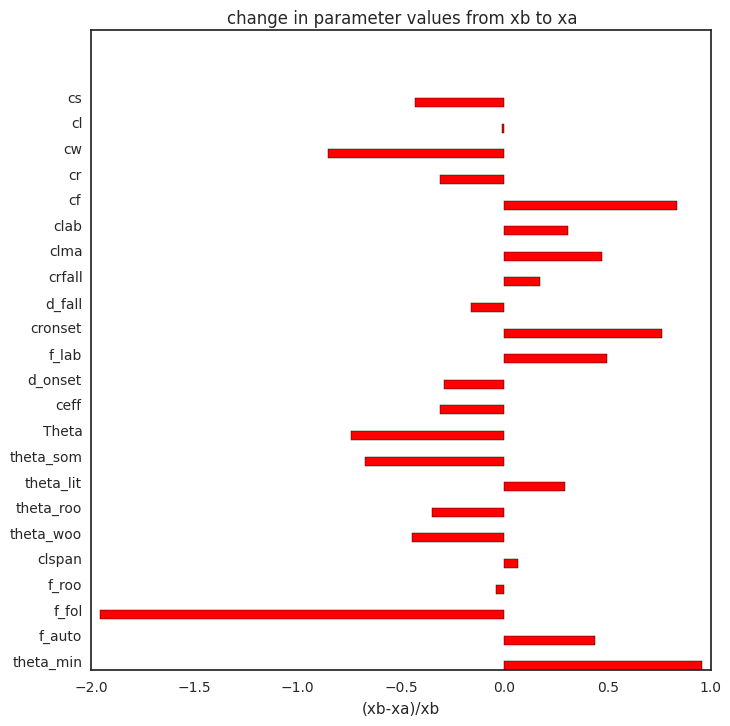 change in parameter values from xb to xa
cs
cl
cw
cr
cf
clab
clma
crfall
d_fall
cronset
f_lab
d_onset
ceff
Theta
theta_som
theta_lit
theta_roo
theta_woo
clspan
f_roo
f_fol
f_auto
theta_min
−2.0 −1.5 −1.0 −0.5 0.0 0.5 1.0
(xb-xa)/xb